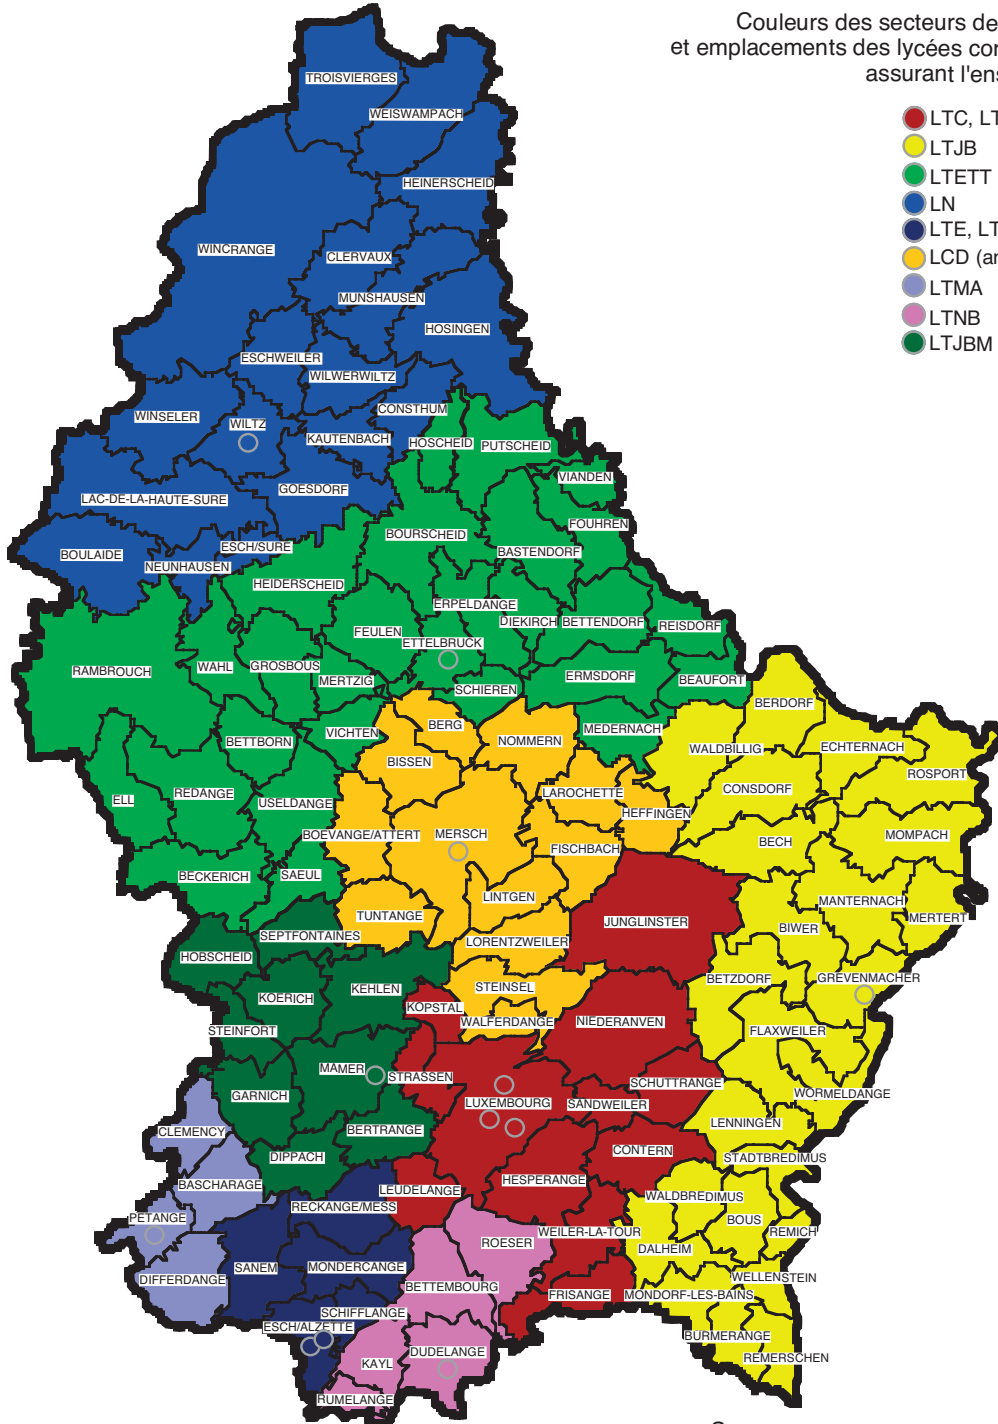 Couleurs des secteurs de
et emplacements des lycées cor
assurant l'ens
LTC, LT
LTJB
LTETT
LN
LTE, LT
LCD (ar
LTMA
LTNB
LTJBM
TROISVIERGES
WEISWAMPACH
HEINERSCHEID
WINCRANGE
CLERVAUX
MUNSHAUSEN
HOSINGEN
ESCHWEILER
WILWERWILTZ
CONSTHUM
WINSELER
WILTZ
KAUTENBACH
HOSCHEID
PUTSCHEID
VIANDEN
GOESDORF
LAC-DE-LA-HAUTE-SURE
FOUHREN
BOURSCHEID
BASTENDORF
ESCH/SURE
BOULAIDE
NEUNHAUSEN
HEIDERSCHEID
ERPELDANGE
DIEKIRCH
BETTENDORF
REISDORF
FEULEN
ETTELBRUCK
RAMBROUCH
WAHL
GROSBOUS
MERTZIG
SCHIEREN
ERMSDORF
BEAUFORT
BERDORF
BERG
VICHTEN
MEDERNACH
BETTBORN
NOMMERN
WALDBILLIG
ECHTERNACH
BISSEN
ROSPORT
ELL
REDANGE
USELDANGE
LAROCHETTE
CONSDORF
HEFFINGEN
BOEVANGE/ATTERT
MERSCH
FISCHBACH
BECH
MOMPACH
BECKERICH
SAEUL
LINTGEN
MANTERNACH
TUNTANGE
JUNGLINSTER
BIWER
MERTERT
SEPTFONTAINES
LORENTZWEILER
HOBSCHEID
BETZDORF
GREVENMACHER
KEHLEN
STEINSEL
KOERICH
KOPSTAL
WALFERDANGE
NIEDERANVEN
STEINFORT
FLAXWEILER
MAMER
STRASSEN
SCHUTTRANGE
GARNICH
LUXEMBOURG
SANDWEILER
WORMELDANGE
CLEMENCY
BERTRANGE
LENNINGEN
DIPPACH
CONTERN
STADTBREDIMUS
BASCHARAGE
LEUDELANGE
HESPERANGE
WALDBREDIMUS
RECKANGE/MESS
PETANGE
BOUS
WEILER-LA-TOUR
REMICH
ROESER
DALHEIM
SANEM
MONDERCANGE
DIFFERDANGE
WELLENSTEIN
BETTEMBOURG
FRISANGE
MONDORF-LES-BAINS
SCHIFFLANGE
ESCH/ALZETTE
BURMERANGE
DUDELANGE
REMERSCHEN
KAYL
RUMELANGE